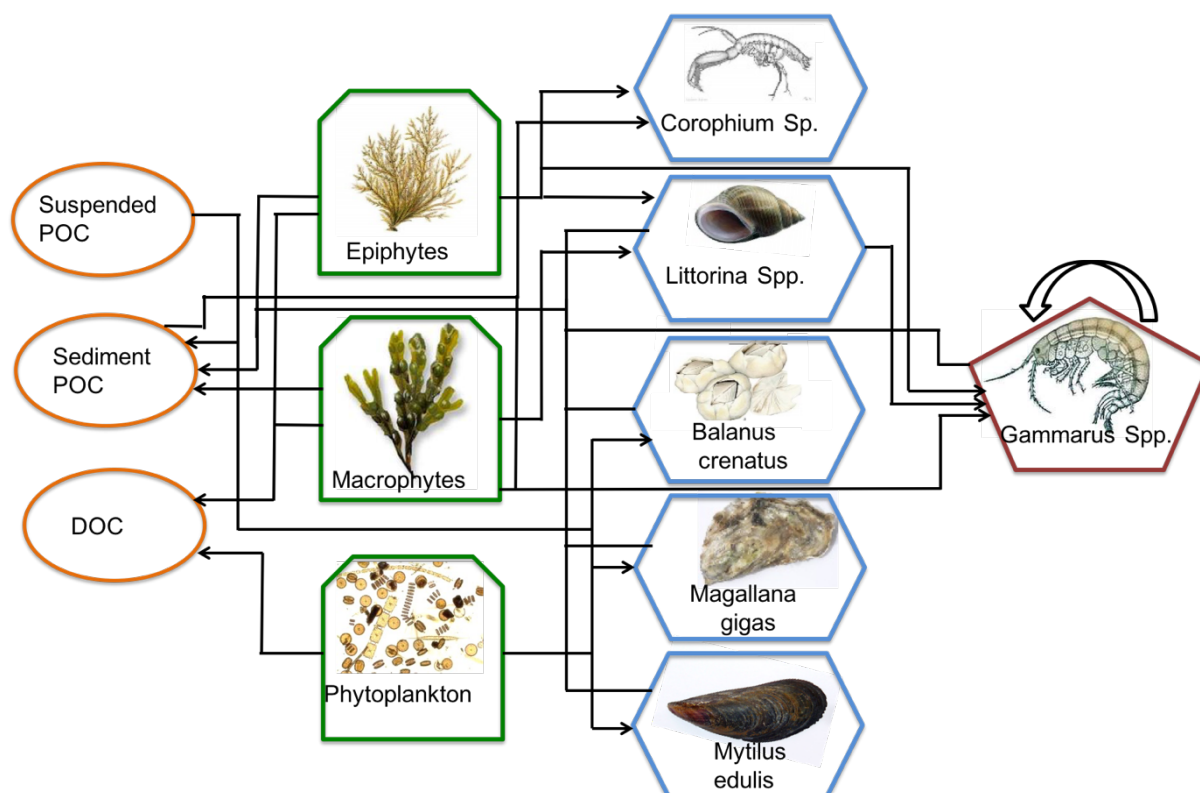 Suspended
POC
Sediment
POC
DOC
Epiphytes
Macrophytes
Phytoplankton
Corophium Sp.
Littorina Spp.
Balanus
crenatus
Magallana
gigas
Mytilus
edulis
Gammarus Spp.